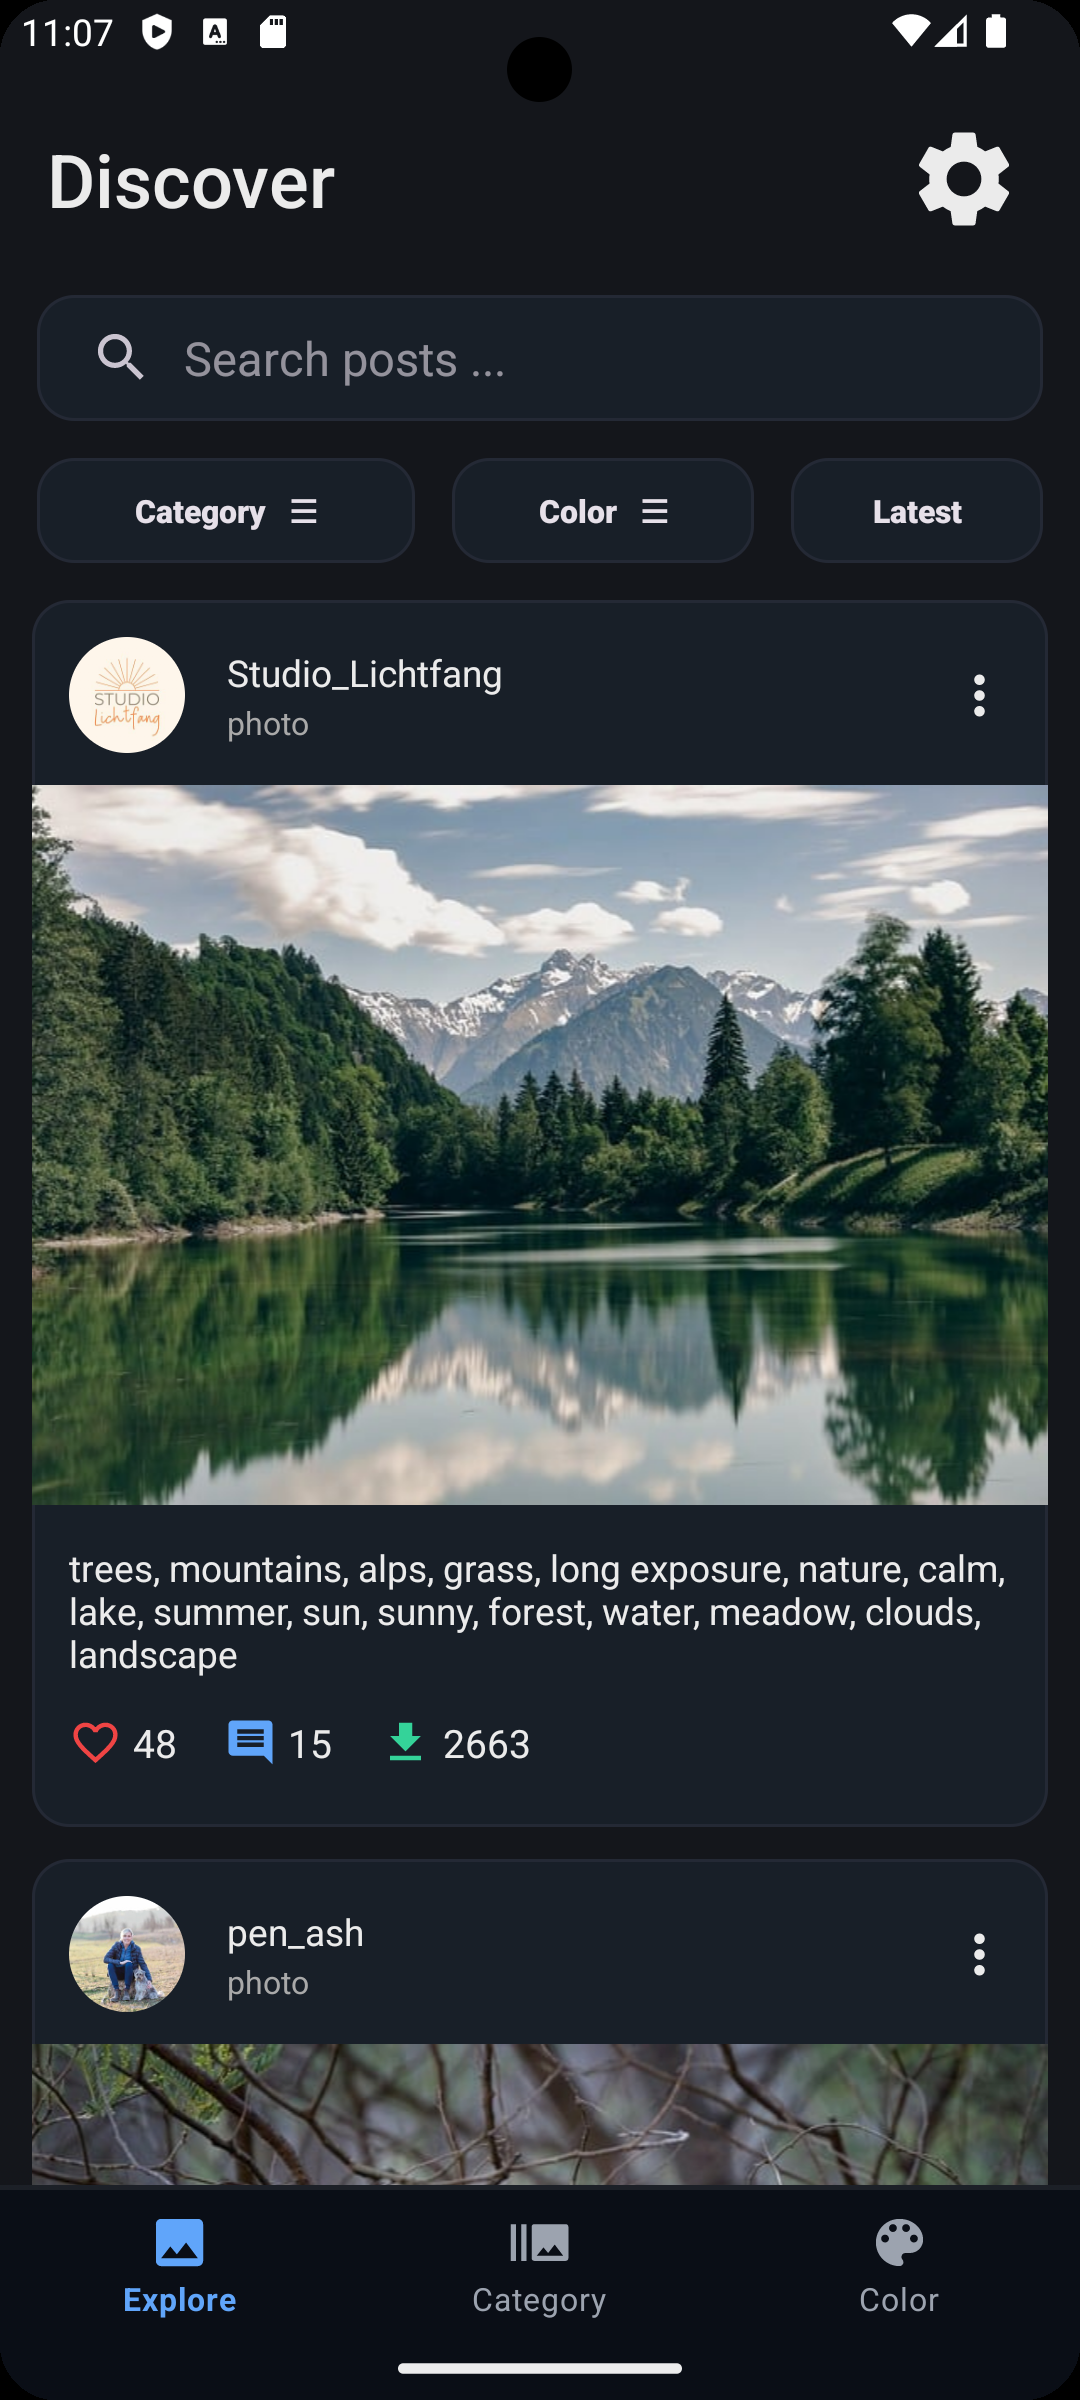 11:07
Discover
Search posts ...
Category
Color
Latest
STUDIO
Lichtfang
Studio_Lichtfang
photo
trees, mountains, alps, grass, long exposure, nature, calm,
lake, summer, sun, sunny, forest, water, meadow, clouds,
landscape
48
15
2663
pen_ash
photo
Explore
Category
Color